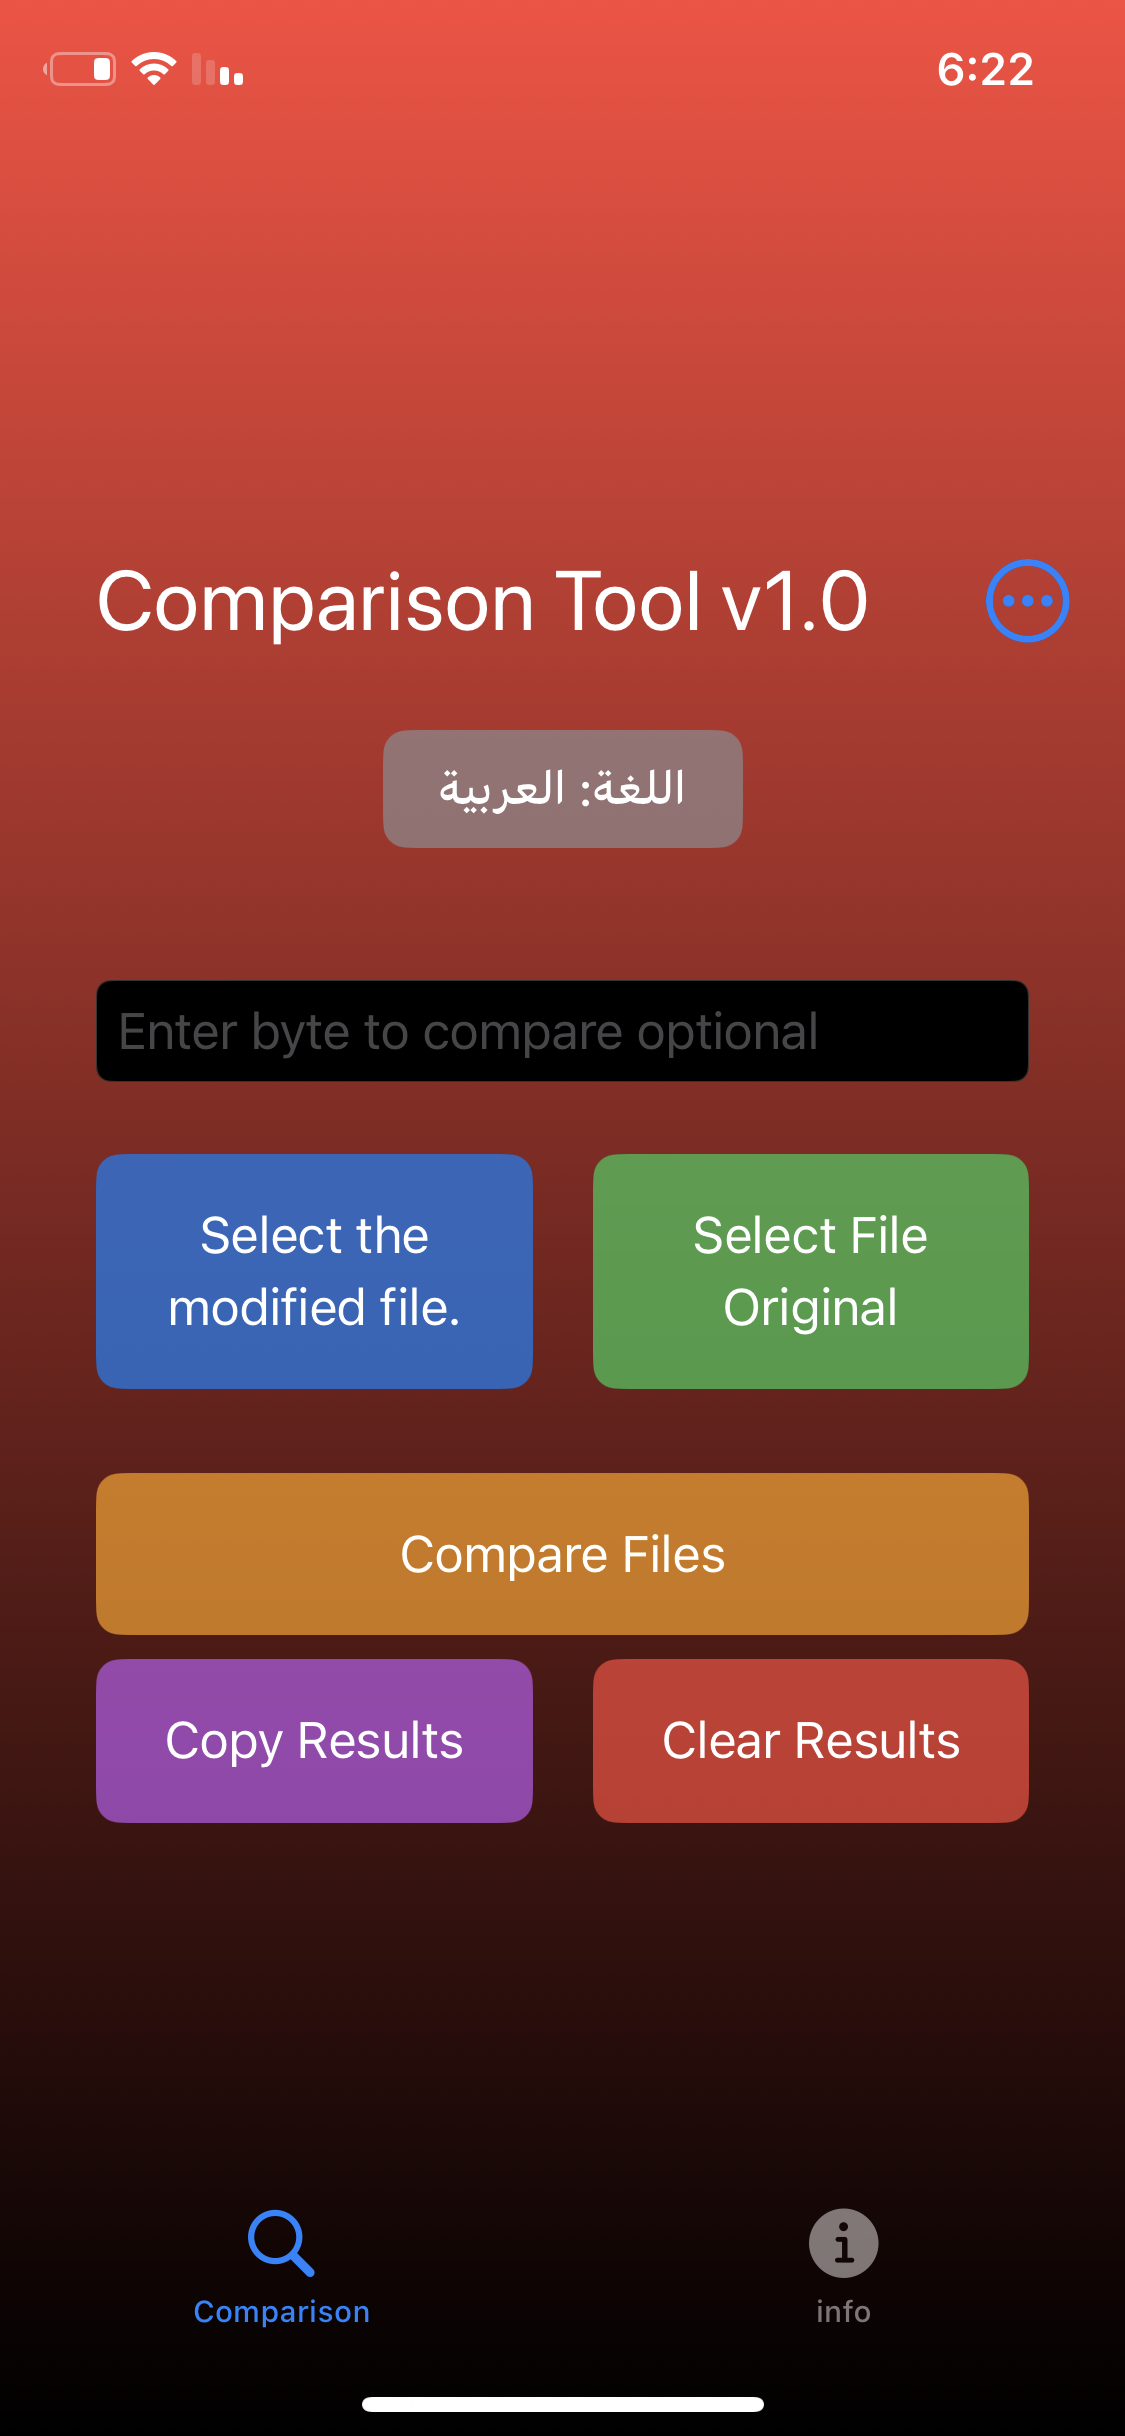 6:22
Comparison Tool v1.0
اللغة: العربية
Enter byte to compare optional
Select the
modified file.
Select File
Original
Compare Files
Copy Results
Clear Results
Comparison
info